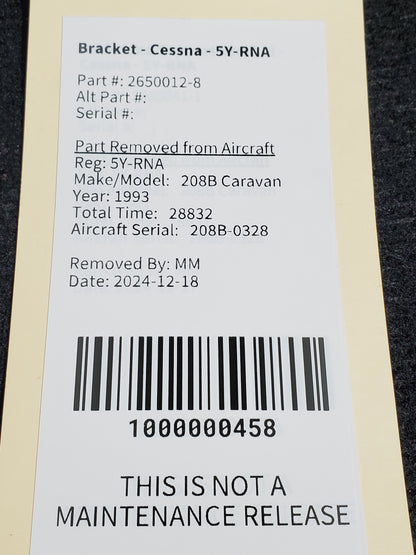 Bracket - Cessna - 5Y-RNA
Part #: 2650012-8
Alt Part #:
Serial #:
Part Removed from Aircraft
Reg: 5Y-RNA
Make/Model: 208B Caravan
Year: 1993
Total Time: 28832
Aircraft Serial: 208B-0328
Removed By: MM
Date: 2024-12-18
1000000458
THIS IS NOT A
MAINTENANCE RELEASE